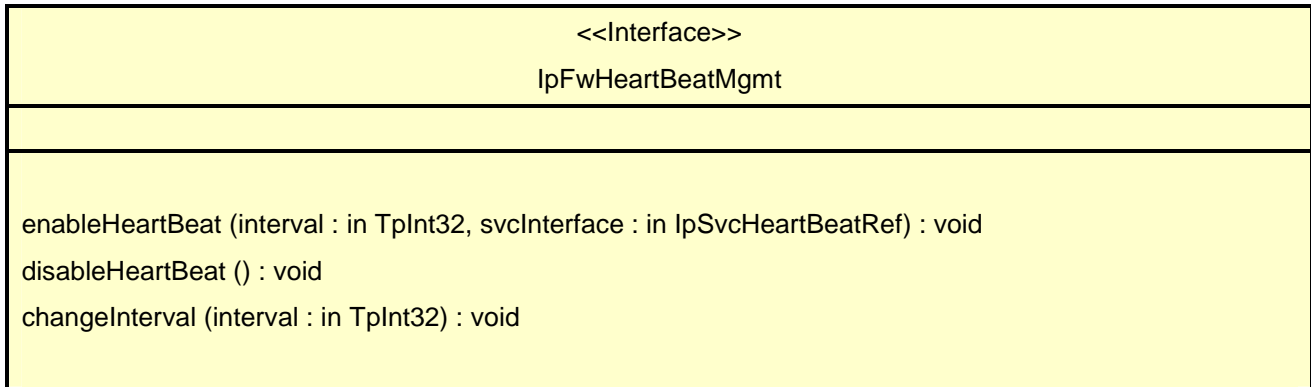 <<Interface>>
IpFwHeartBeatMgmt
enableHeartBeat (interval : in TpInt32, svcInterface : in IpSvcHeartBeatRef) : void
disableHeartBeat () : void
changeInterval (interval : in TpInt32) : void